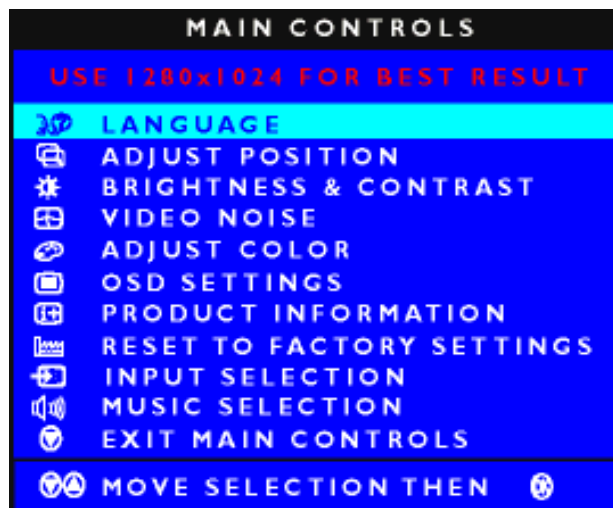 MAIN CONTROLS
USE 1280x1024 FOR BEST RESULT
LANGUAGE
ADJUST POSITION
BRIGHTNESS & CONTRAST
VIDEO NOISE
ADJUST COLOR
OSD SETTINGS
PRODUCT INFORMATION
RESET TO FACTORY SETTINGS
INPUT SELECTION
MUSIC SELECTION
EXIT MAIN CONTROLS
MOVE SELECTION THEN